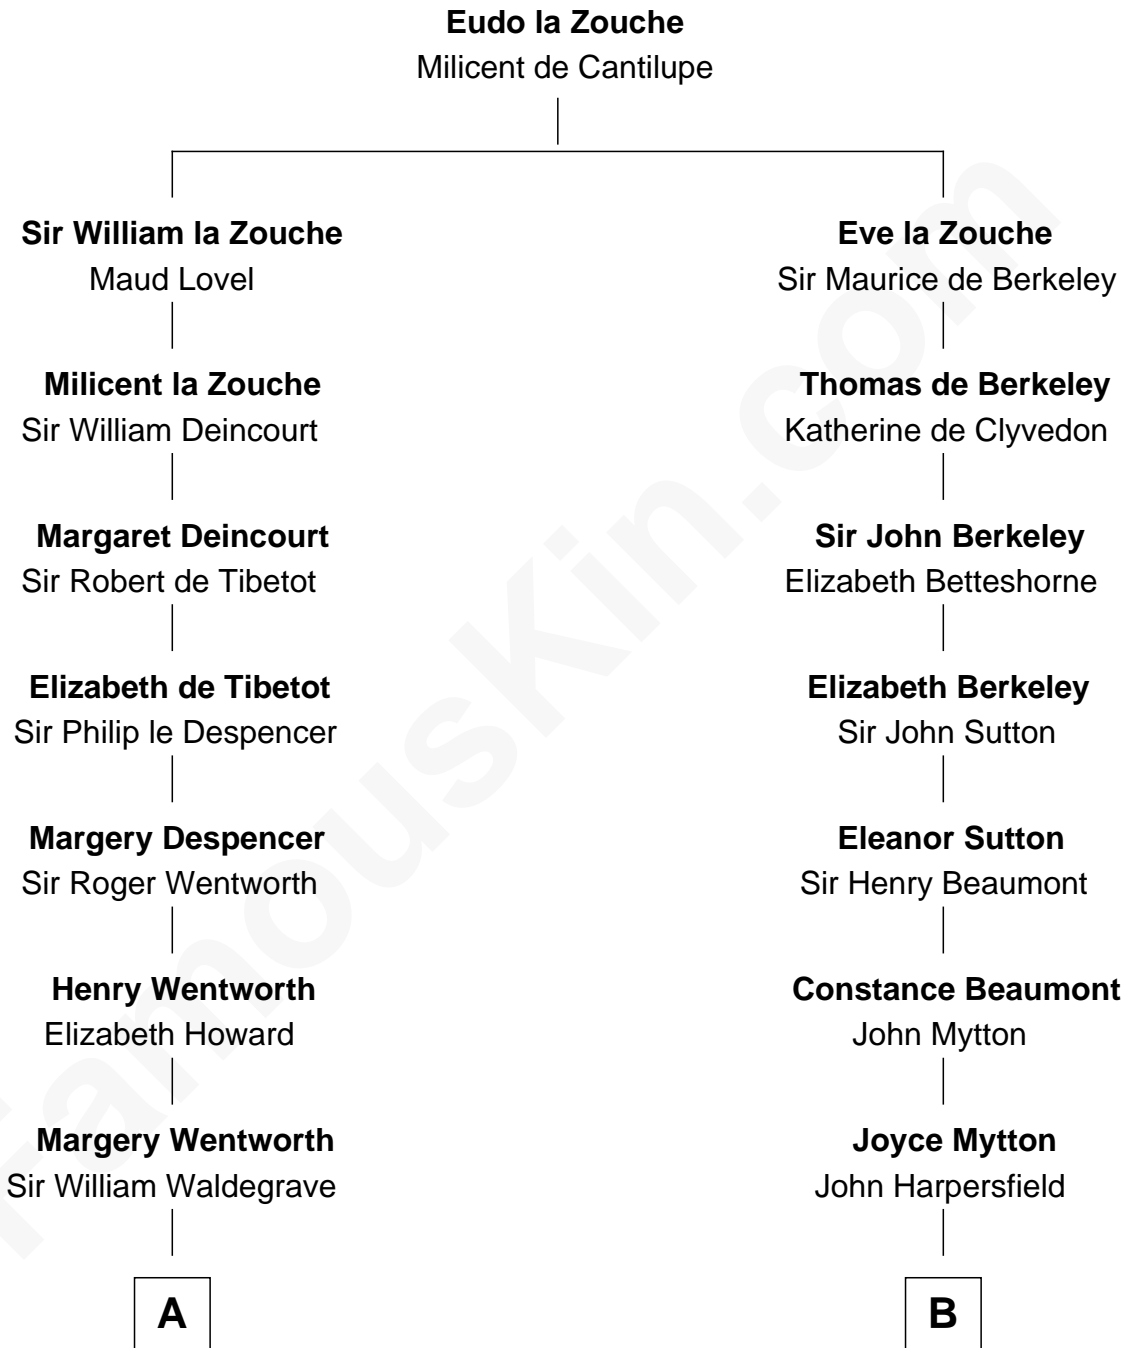 Eudo la Zouche
Milicent de Cantilupe
Sir William la Zouche
Maud Lovel
Milicent la Zouche
Sir William Deincourt
Margaret Deincourt
Sir Robert de Tibetot
Elizabeth de Tibetot
Sir Philip le Despencer
Margery Despencer
Sir Roger Wentworth
Henry Wentworth
Elizabeth Howard
Margery Wentworth
Sir William Waldegrave
A
Eve la Zouche
Sir Maurice de Berkeley
Thomas de Berkeley
Katherine de Clyvedon
Sir John Berkeley
Elizabeth Betteshorne
Elizabeth Berkeley
Sir John Sutton
Eleanor Sutton
Sir Henry Beaumont
Constance Beaumont
John Mytton
Joyce Mytton
John Harpersfield
B
FamousKin.com